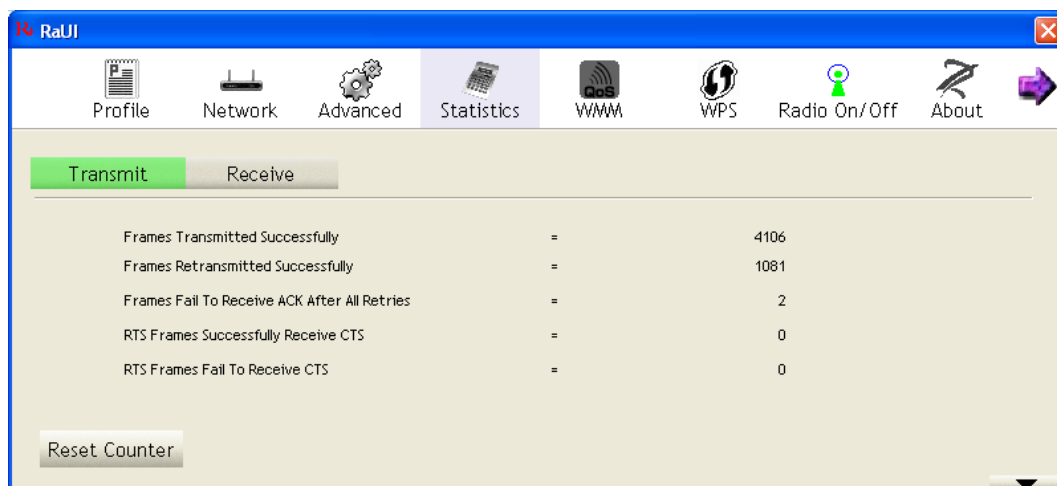 RaUI
Profile Network Advanced Statistics QoS WMM WPS Radio On/Off About
Transmit Receive
Frames Transmitted Successfully = 4106
Frames Retransmitted Successfully = 1081
Frames Fail To Receive ACK After All Retries = 2
RTS Frames Successfully Receive CTS = 0
RTS Frames Fail To Receive CTS = 0
Reset Counter